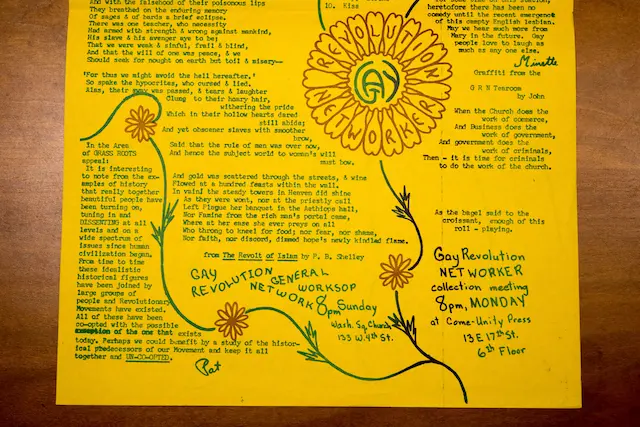 And with the falsehood of their poisonous lips
They breathed on the enduring memory
Of sages & of bards a brief eclipse.
There was one teacher, who necessity
Had armed with strength & wrong against mankind,
His slave & his avenger aye to be;
That we were weak & sinful, frail & blind,
And that the will of one was peace, & we
Should seek for nought on earth but toil & misery—
'For thus we might avoid the hell hereafter.'
So spake the hypocrites, who cursed & lied.
Alas, their sway was passed, & tears & laughter
Clung to their hoary hair,
withering the pride
Which in their hollow hearts dared
still abide;
And yet obscener slaves with smoother
brow,
Said that the rule of men was over now,
And hence the subject world to woman's will
must bow.
And gold was scattered through the streets, & wine
Flowed at a hundred feasts within the wall.
In vain! the steady towers in Heaven did shine
As they were wont, nor at the priestly call
Left Plague her banquet in the Aethiops hall,
Nor Famine from the rich man's portal came,
Where at her ease she ever preys on all
Who throng to kneel for food; nor fear, nor shame,
Nor faith, nor discord, dimmed hope's newly kindled flame.
from The Revolt of Islam by P. B. Shelley
In the Area
of GRASS ROOTS
appeal:
It is interesting
to note from the ex-
amples of history
that really together
beautiful people have
been turning on,
tuning in and
DISSENTING at all
levels and on a
wide spectrum of
issues since human
civilization began.
From time to time
these idealistic
historical figures
have been joined by
large groups of
people and Revolutionary
Movements have existed.
All of these have been
co-opted with the possible
exception of the one that exists
today. Perhaps we could benefit by a study of the histor-
ical predecessors of our Movement and keep it all
together and UN-CO-OPTED.
Pat
GAY
REVOLUTION GENERAL
NETWORK WORKSOP
8pm Sunday
Wash. Sq. Church
133 W. 4th St.
10. Kiss
REVOLUTION
GAY
NETWORKER
heretofore there has been no
comedy until the recent emergence
of this empty English lesbian.
May we hear much more from
Mary in the future. Gay
people love to laugh as
much as any one else.
Minette
Graffiti from the
G R N Tearoom
by John
When the Church does the
work of commerce,
And Business does the
work of government,
And government does the
work of criminals,
Then - it is time for criminals
to do the work of the church.
As the bagel said to the
croissant, enough of this
roll - playing.
Gay Revolution
NETWORKER
collection meeting
8pm, MONDAY
at Come-Unity Press
13 E 17th St.
6th Floor